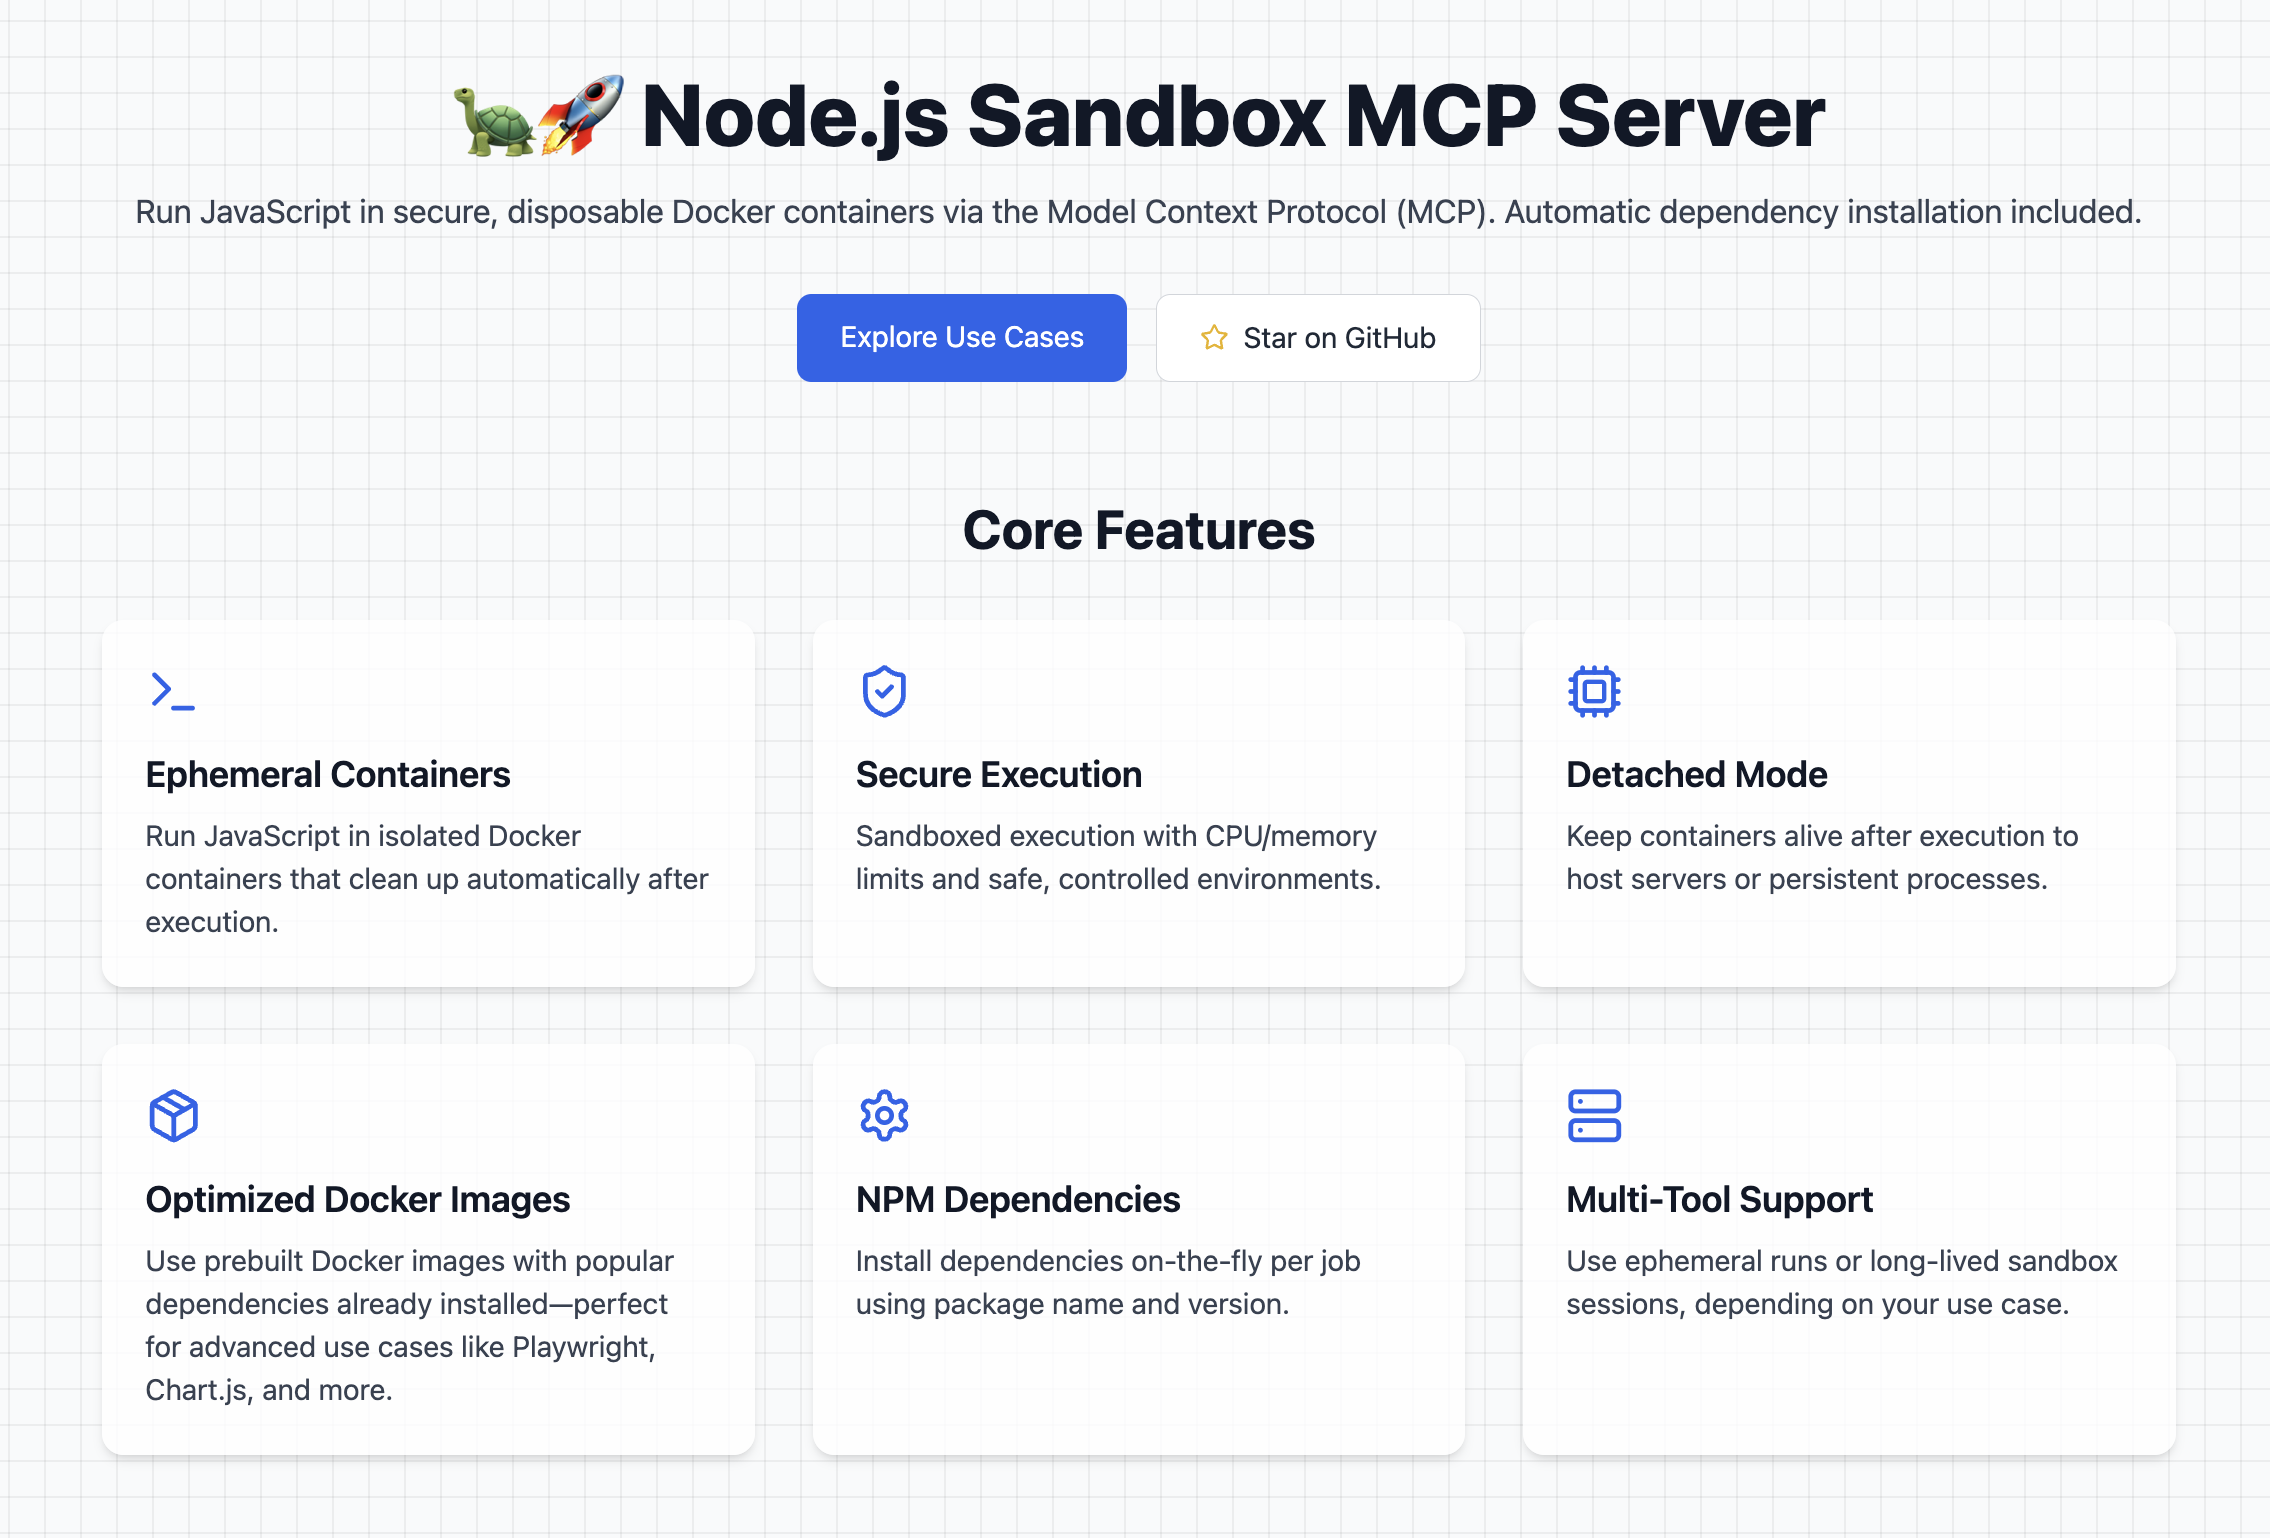 🐢🚀 Node.js Sandbox MCP Server
Run JavaScript in secure, disposable Docker containers via the Model Context Protocol (MCP). Automatic dependency installation included.
Explore Use Cases
Star on GitHub
Core Features
Ephemeral Containers
Run JavaScript in isolated Docker
containers that clean up automatically after
execution.
Secure Execution
Sandboxed execution with CPU/memory
limits and safe, controlled environments.
Detached Mode
Keep containers alive after execution to
host servers or persistent processes.
Optimized Docker Images
Use prebuilt Docker images with popular
dependencies already installed—perfect
for advanced use cases like Playwright,
Chart.js, and more.
NPM Dependencies
Install dependencies on-the-fly per job
using package name and version.
Multi-Tool Support
Use ephemeral runs or long-lived sandbox
sessions, depending on your use case.